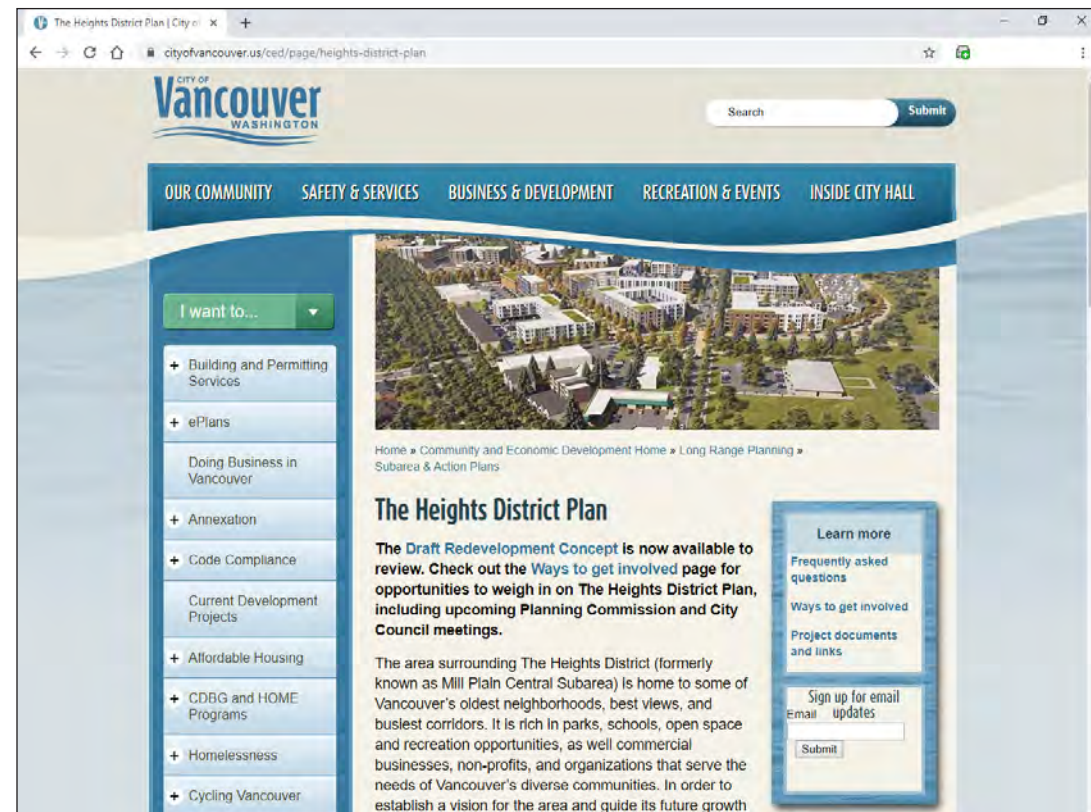 The Heights District Plan | City o
cityofvancouver.us/ced/page/heights-district-plan
CITY OF
Vancouver
WASHINGTON
Search
Submit
OUR COMMUNITY SAFETY & SERVICES BUSINESS & DEVELOPMENT RECREATION & EVENTS INSIDE CITY HALL
I want to...
+ Building and Permitting
Services
+ ePlans
Doing Business in
Vancouver
+ Annexation
+ Code Compliance
Current Development
Projects
+ Affordable Housing
+ CDBG and HOME
Programs
+ Homelessness
+ Cycling Vancouver
Home » Community and Economic Development Home » Long Range Planning »
Subarea & Action Plans
The Heights District Plan
The Draft Redevelopment Concept is now available to
review. Check out the Ways to get involved page for
opportunities to weigh in on The Heights District Plan,
including upcoming Planning Commission and City
Council meetings.
The area surrounding The Heights District (formerly
known as Mill Plain Central Subarea) is home to some of
Vancouver's oldest neighborhoods, best views, and
busiest corridors. It is rich in parks, schools, open space
and recreation opportunities, as well commercial
businesses, non-profits, and organizations that serve the
needs of Vancouver's diverse communities. In order to
establish a vision for the area and guide its future growth
Learn more
Frequently asked
questions
Ways to get involved
Project documents
and links
Sign up for email
updates
Email
Submit